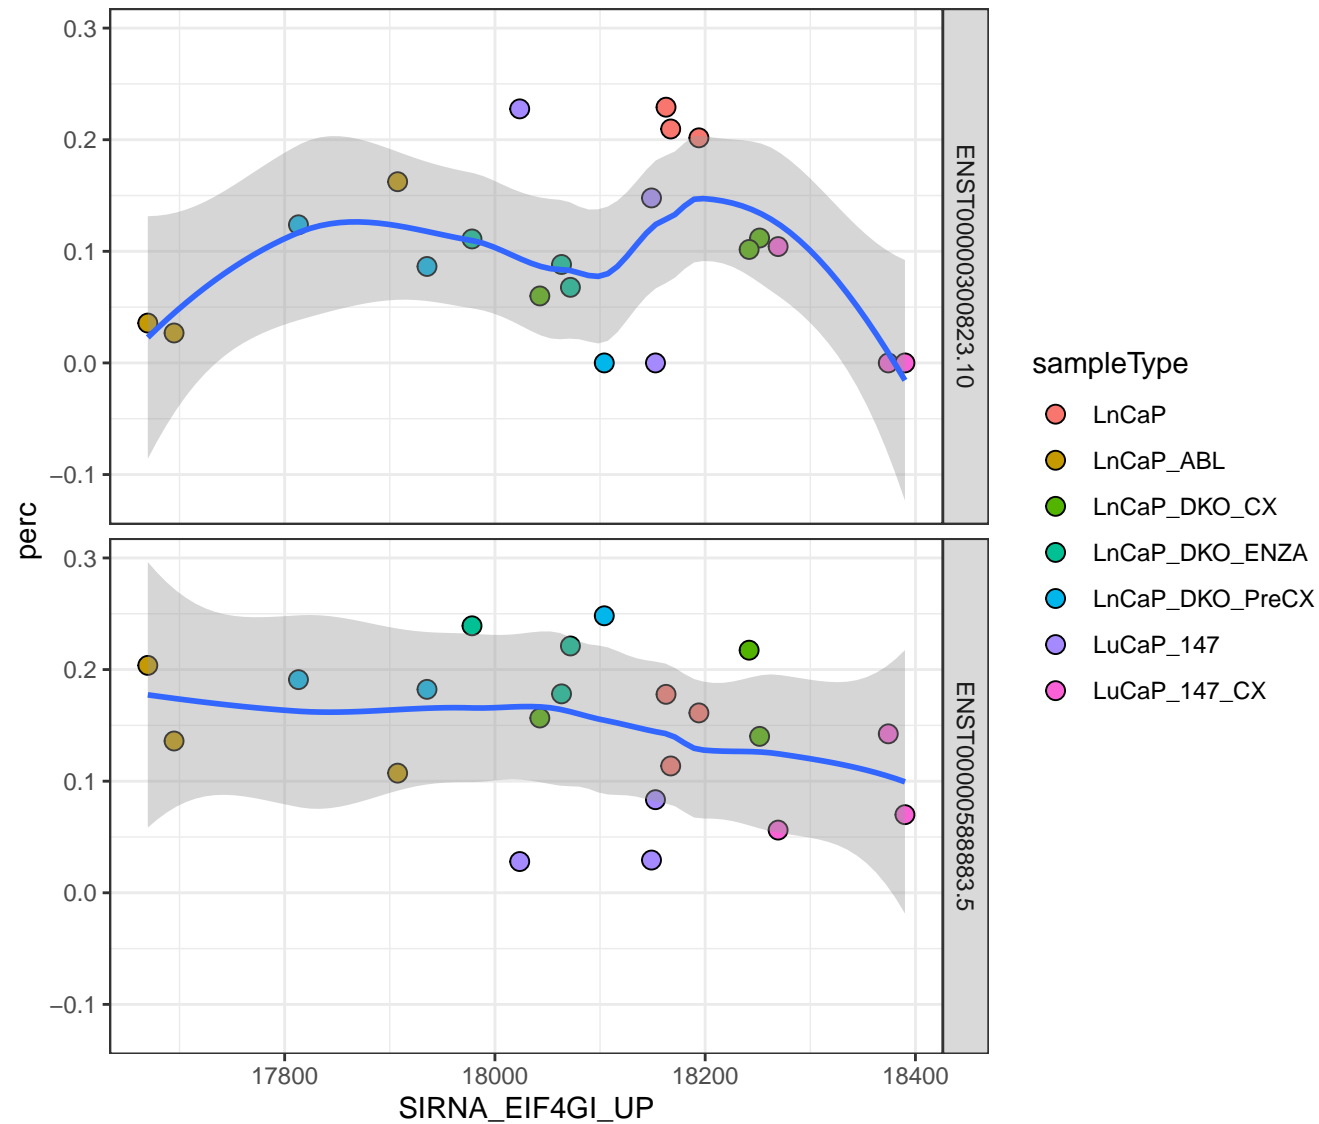 0.3
0.2
0.1
0.0
−0.1
ENST00000300823.10
perc
0.3
0.2
0.1
0.0
−0.1
ENST00000588883.5
17800 18000 18200 18400
SIRNA_EIF4GI_UP
sampleType
LnCaP
LnCaP_ABL
LnCaP_DKO_CX
LnCaP_DKO_ENZA
LnCaP_DKO_PreCX
LuCaP_147
LuCaP_147_CX